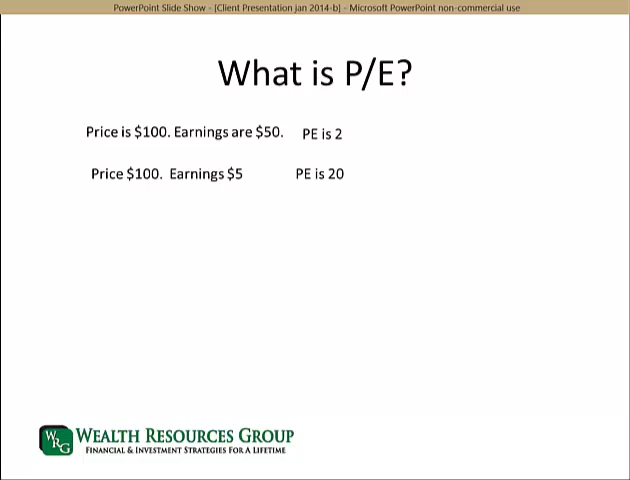 PowerPoint Slide Show - [Client Presentation jan 2014-b] - Microsoft PowerPoint non-commercial use
What is P/E?
Price is $100. Earnings are $50. PE is 2
Price $100. Earnings $5 PE is 20
WRG WEALTH RESOURCES GROUP
FINANCIAL & INVESTMENT STRATEGIES FOR A LIFETIME